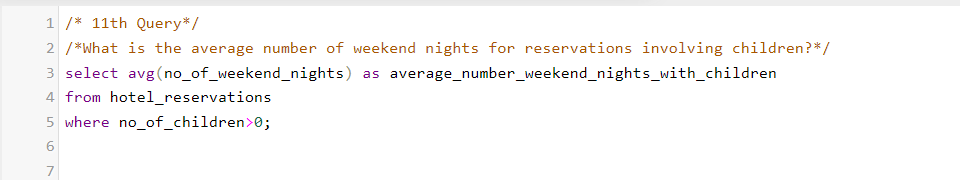 1 /* 11th Query*/
2 /*What is the average number of weekend nights for reservations involving children?*/
3 select avg(no_of_weekend_nights) as average_number_weekend_nights_with_children
4 from hotel_reservations
5 where no_of_children>0;
6
7